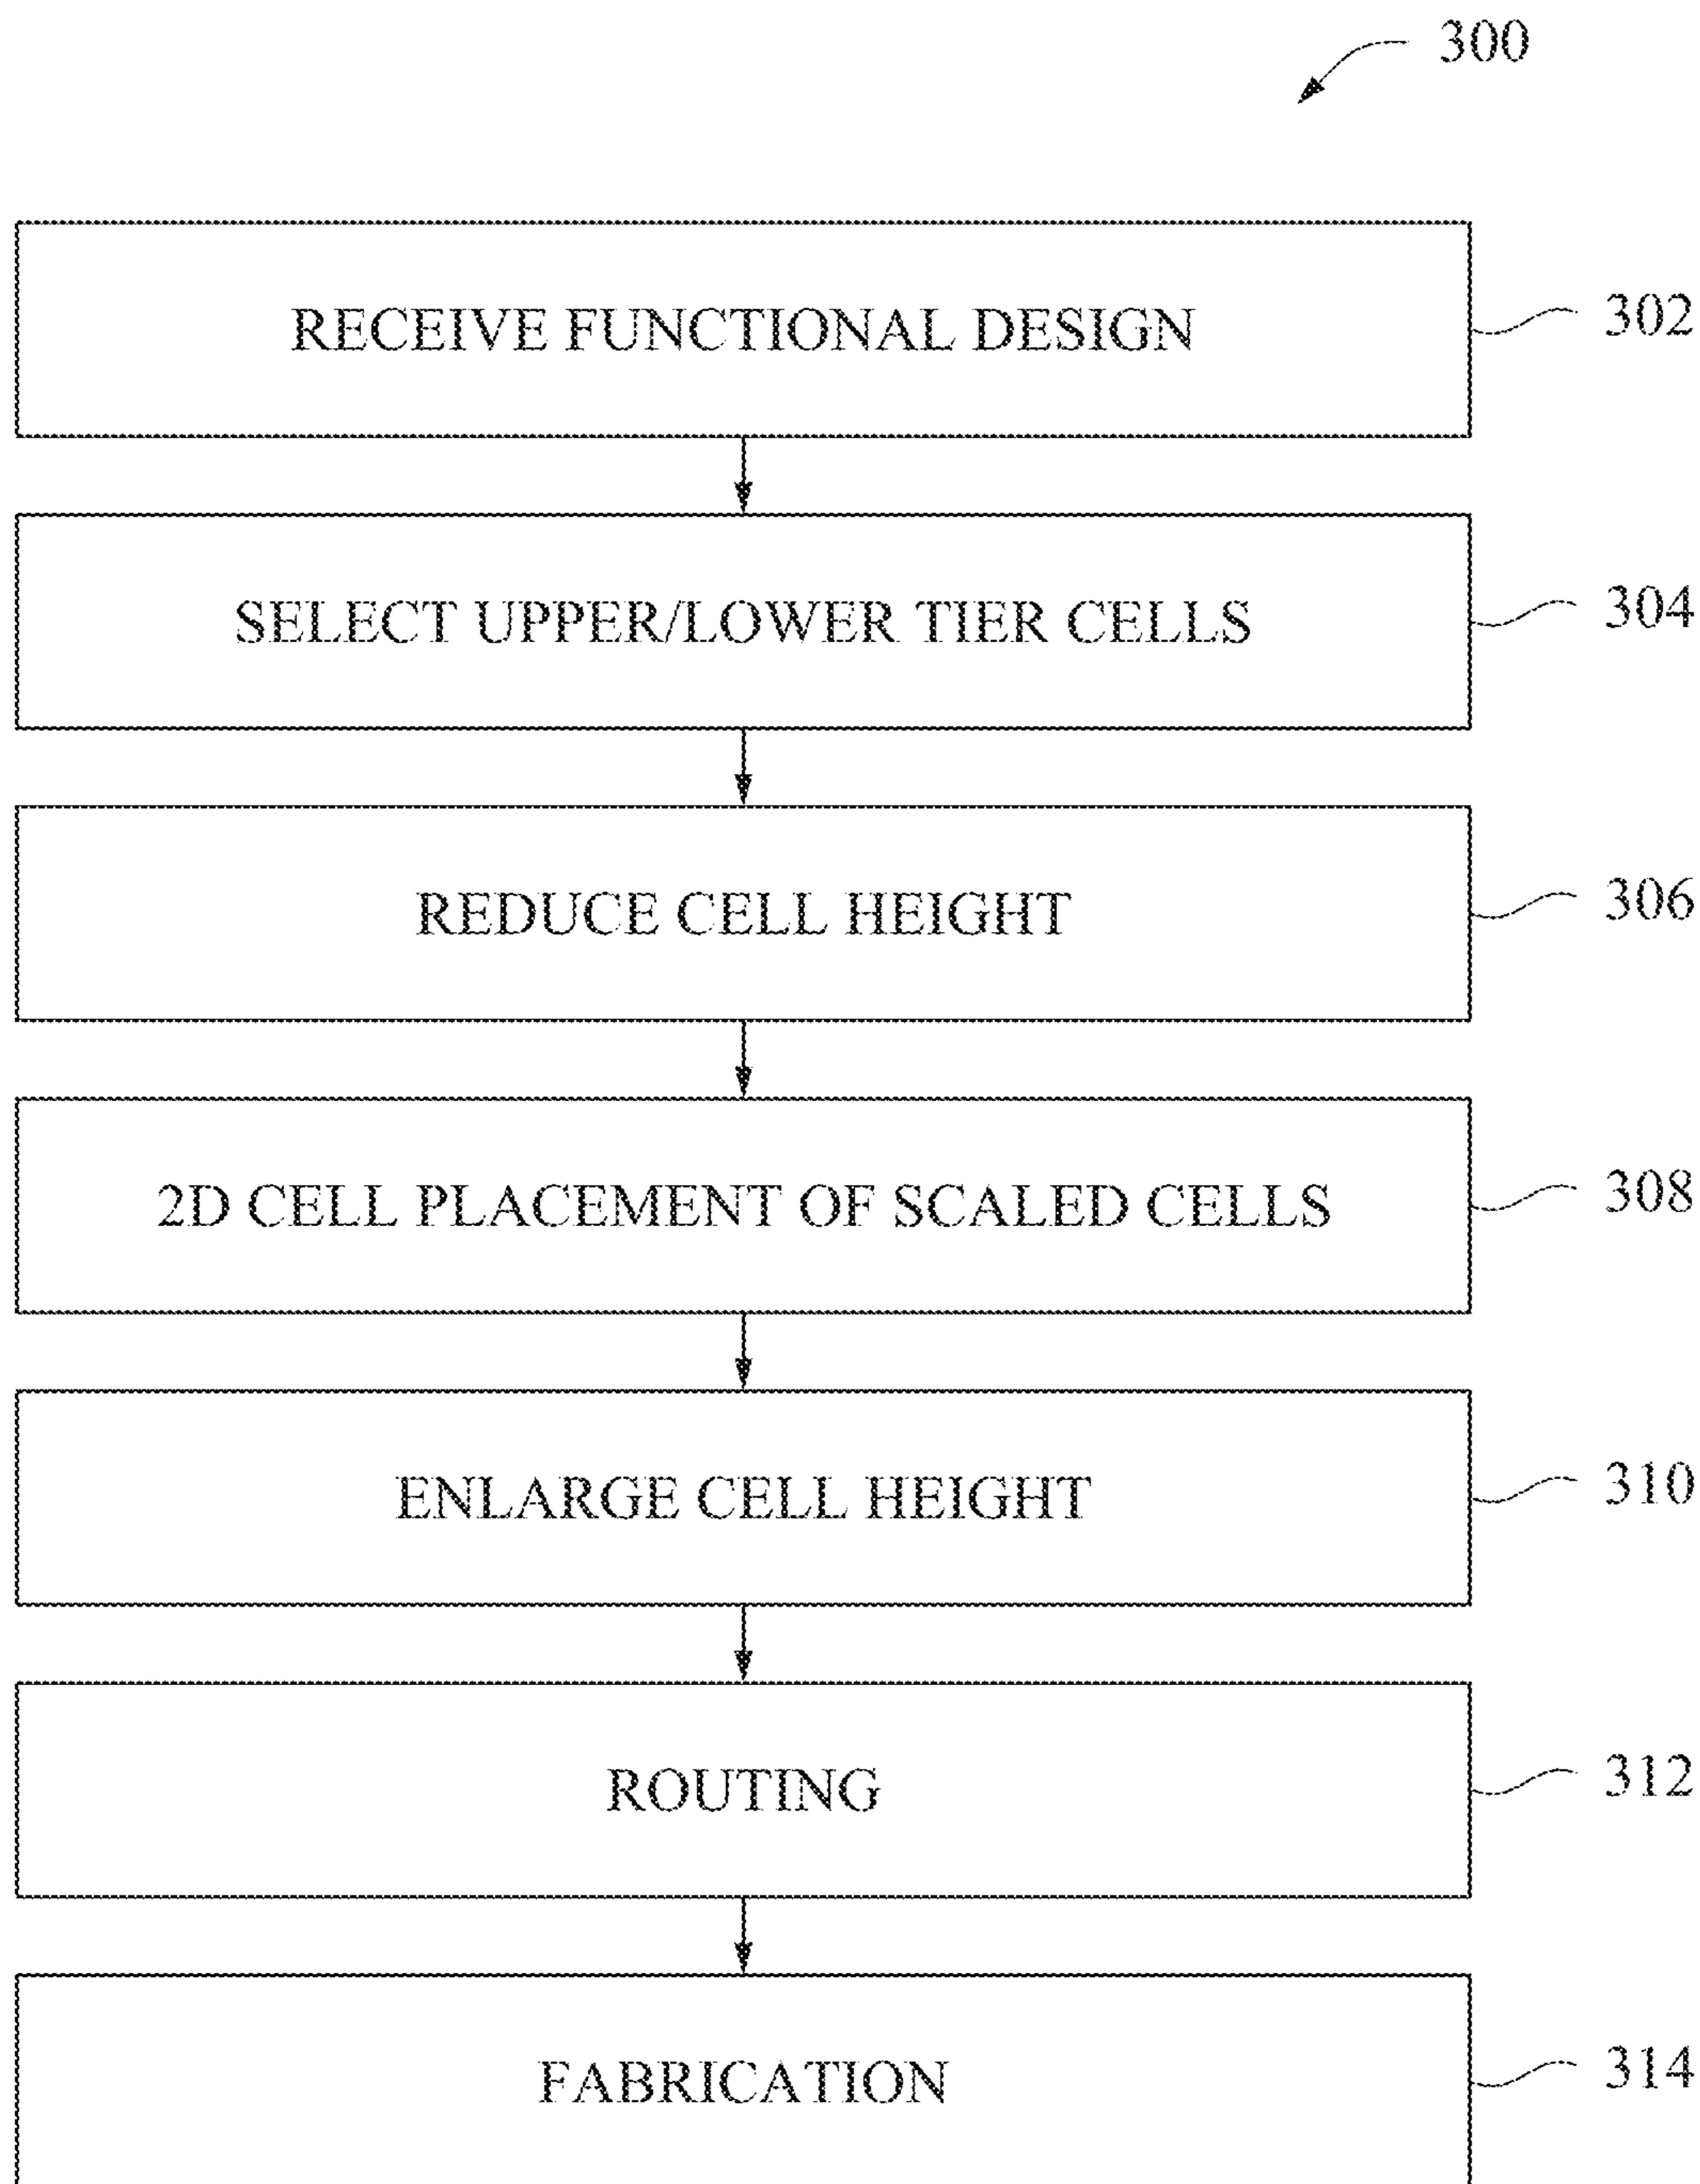 300
RECEIVE FUNCTIONAL DESIGN
302
SELECT UPPER/LOWER TIER CELLS
304
REDUCE CELL HEIGHT
306
2D CELL PLACEMENT OF SCALED CELLS
308
ENLARGE CELL HEIGHT
310
ROUTING
312
FABRICATION
314